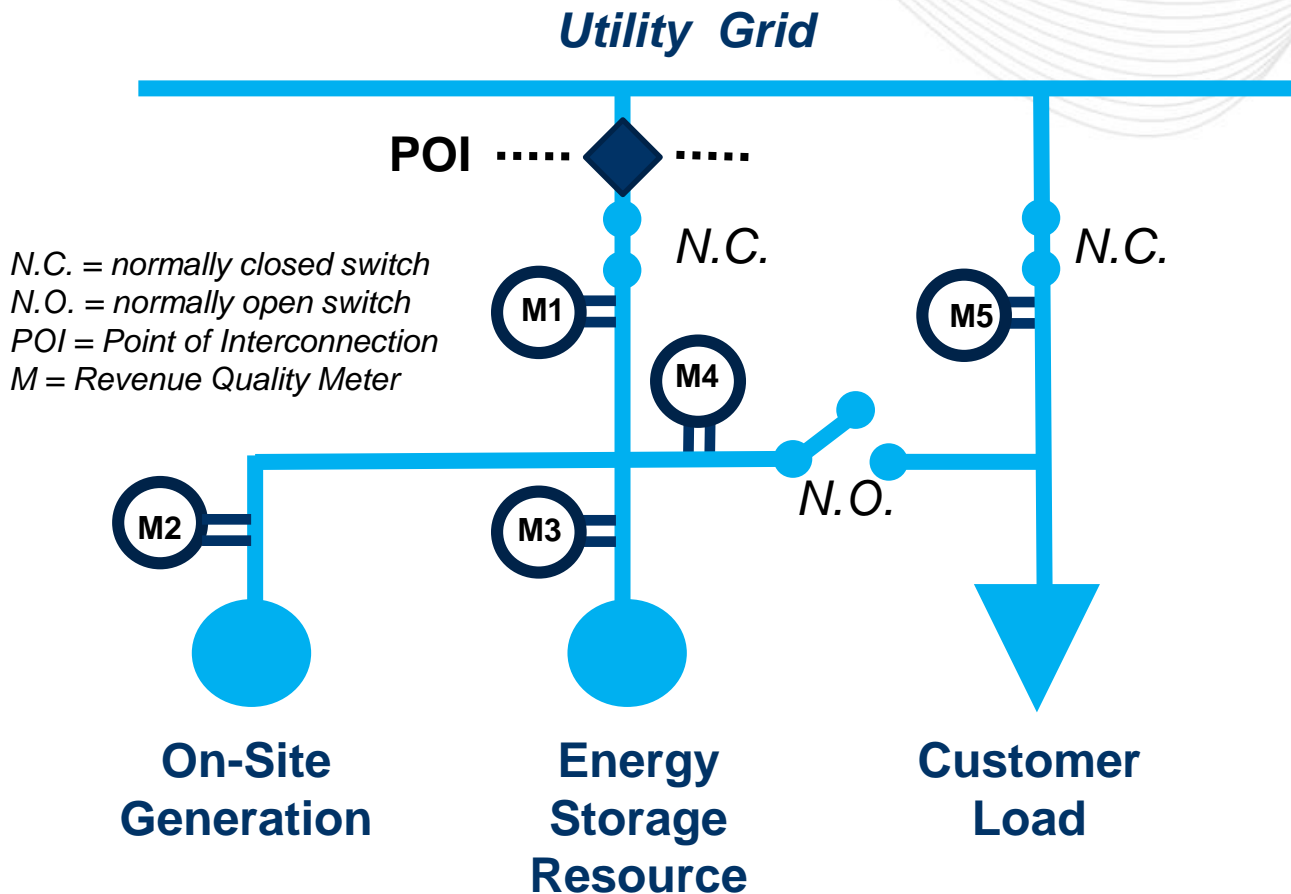 Utility Grid
POI ..... .....
N.C.
N.C.
N.C. = normally closed switch
N.O. = normally open switch
POI = Point of Interconnection
M = Revenue Quality Meter
M1
M5
M4
N.O.
M2
M3
On-Site
Generation
Energy
Storage
Resource
Customer
Load